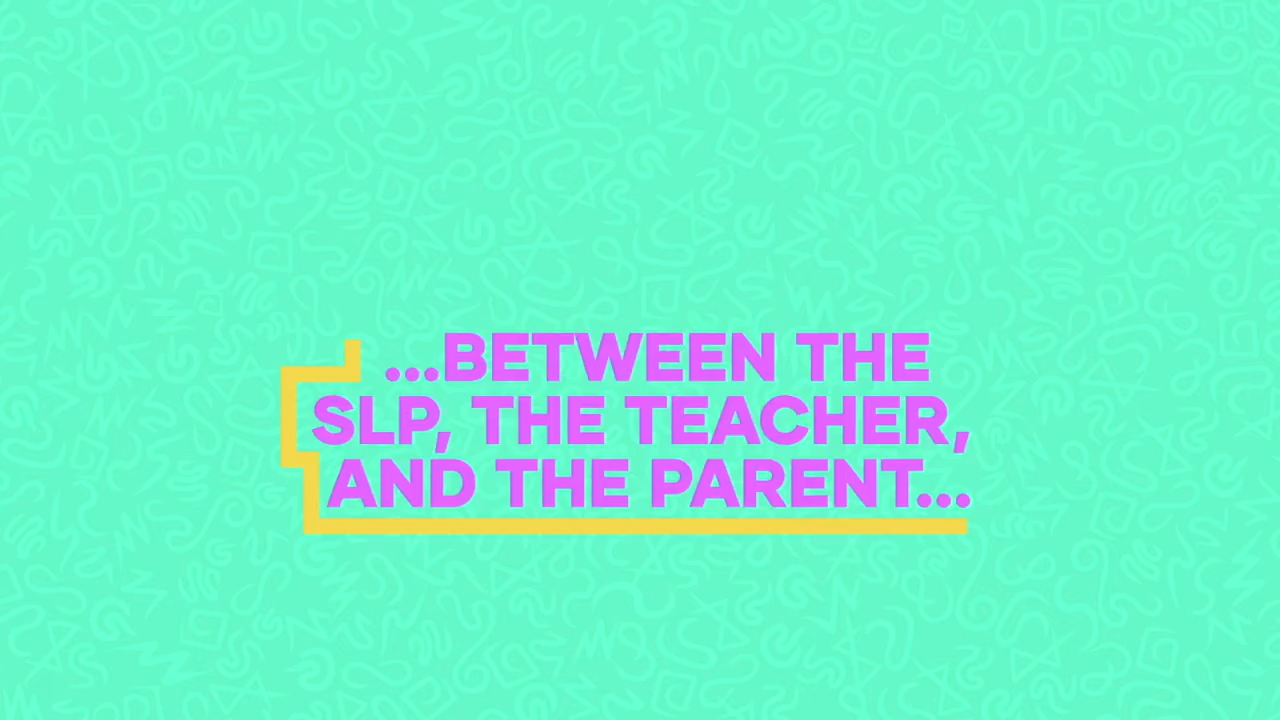 ...BETWEEN THE
SLP, THE TEACHER,
AND THE PARENT...